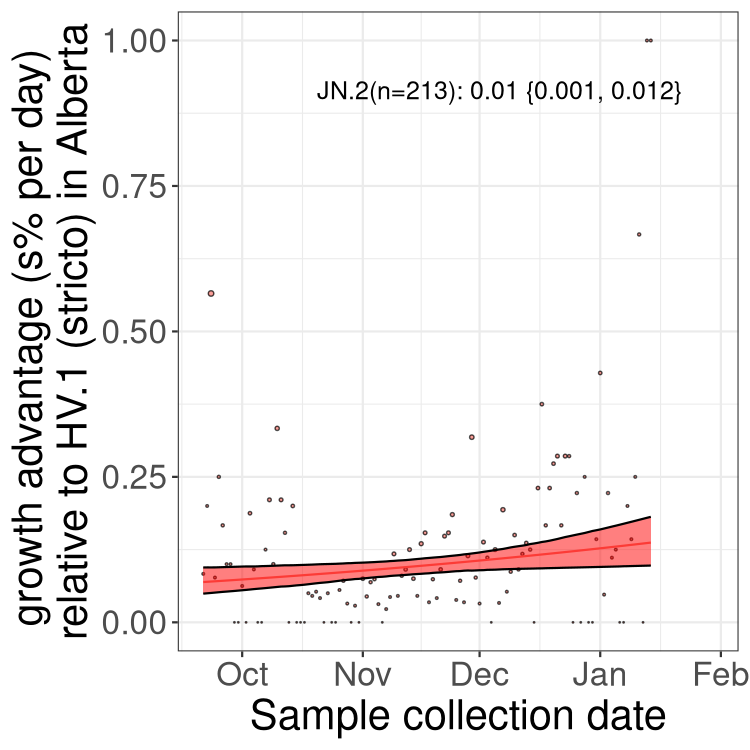 growth advantage (s% per day)
relative to HV.1 (stricto) in Alberta
1.00
0.75
0.50
0.25
0.00
JN.2(n=213): 0.01 {0.001, 0.012}
Oct Nov Dec Jan Feb
Sample collection date